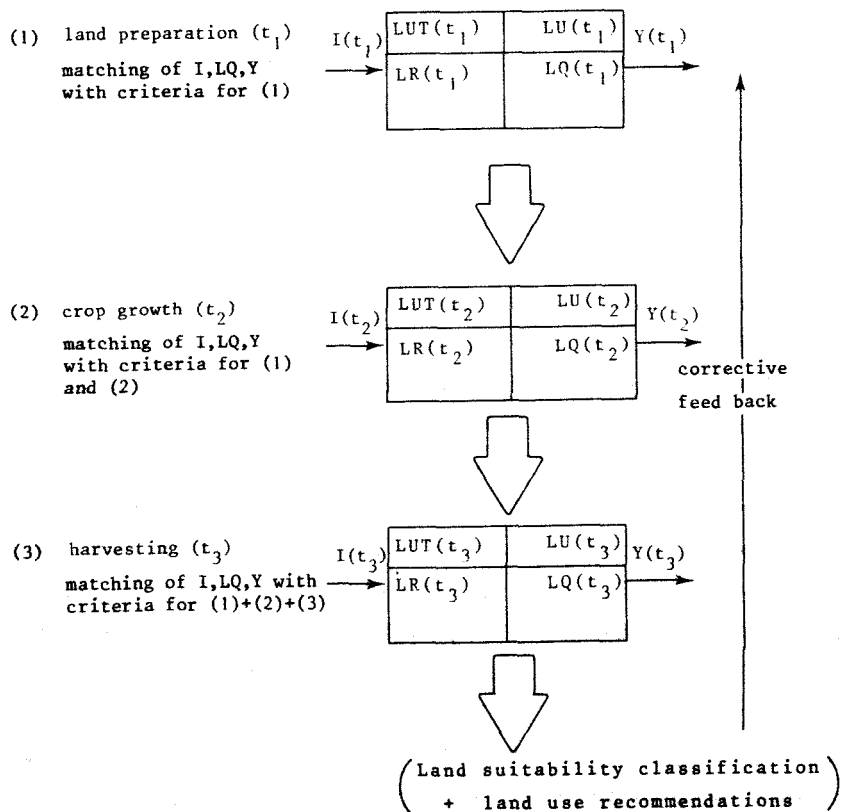 (1) land preparation (t₁)
matching of I,LQ,Y
with criteria for (1)
I(t₁)
LUT(t₁) LU(t₁)
LR(t₁) LQ(t₁)
Y(t₁)
(2) crop growth (t₂)
matching of I,LQ,Y
with criteria for (1)
and (2)
I(t₂)
LUT(t₂) LU(t₂)
LR(t₂) LQ(t₂)
Y(t₂)
corrective
feed back
(3) harvesting (t₃)
matching of I,LQ,Y with
criteria for (1)+(2)+(3)
I(t₃)
LUT(t₃) LU(t₃)
LR(t₃) LQ(t₃)
Y(t₃)
(Land suitability classification
+ land use recommendations)